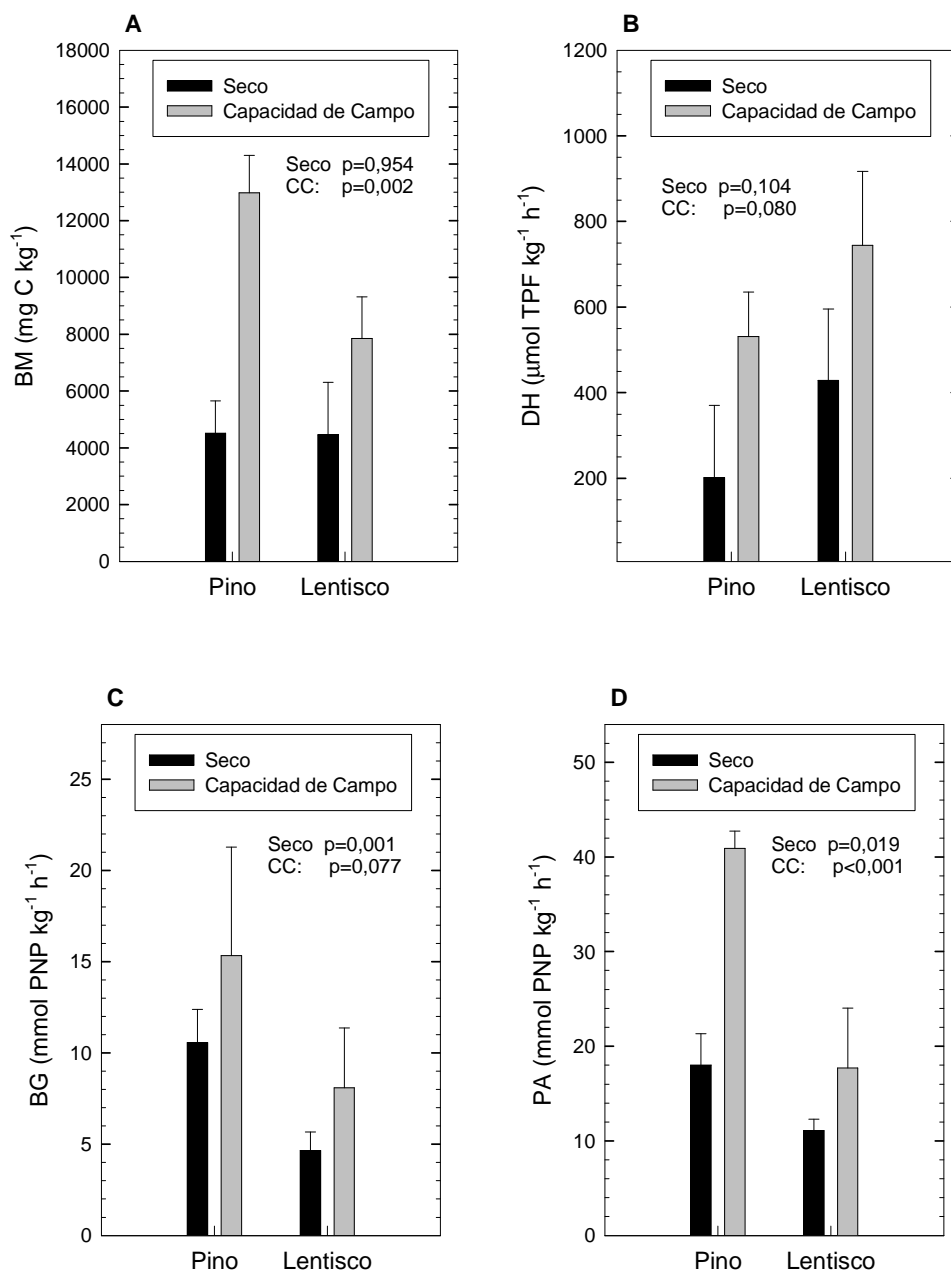 A
BM (mg C kg-1)
18000
16000
14000
12000
10000
8000
6000
4000
2000
0
Seco
Capacidad de Campo
Seco p=0,954
CC: p=0,002
Pino Lentisco
B
DH (µmol TPF kg-1 h-1)
1200
1000
800
600
400
200
Seco
Capacidad de Campo
Seco p=0,104
CC: p=0,080
Pino Lentisco
C
BG (mmol PNP kg-1 h-1)
25
20
15
10
5
0
Seco
Capacidad de Campo
Seco p=0,001
CC: p=0,077
Pino Lentisco
D
PA (mmol PNP kg-1 h-1)
50
40
30
20
10
0
Seco
Capacidad de Campo
Seco p=0,019
CC: p<0,001
Pino Lentisco